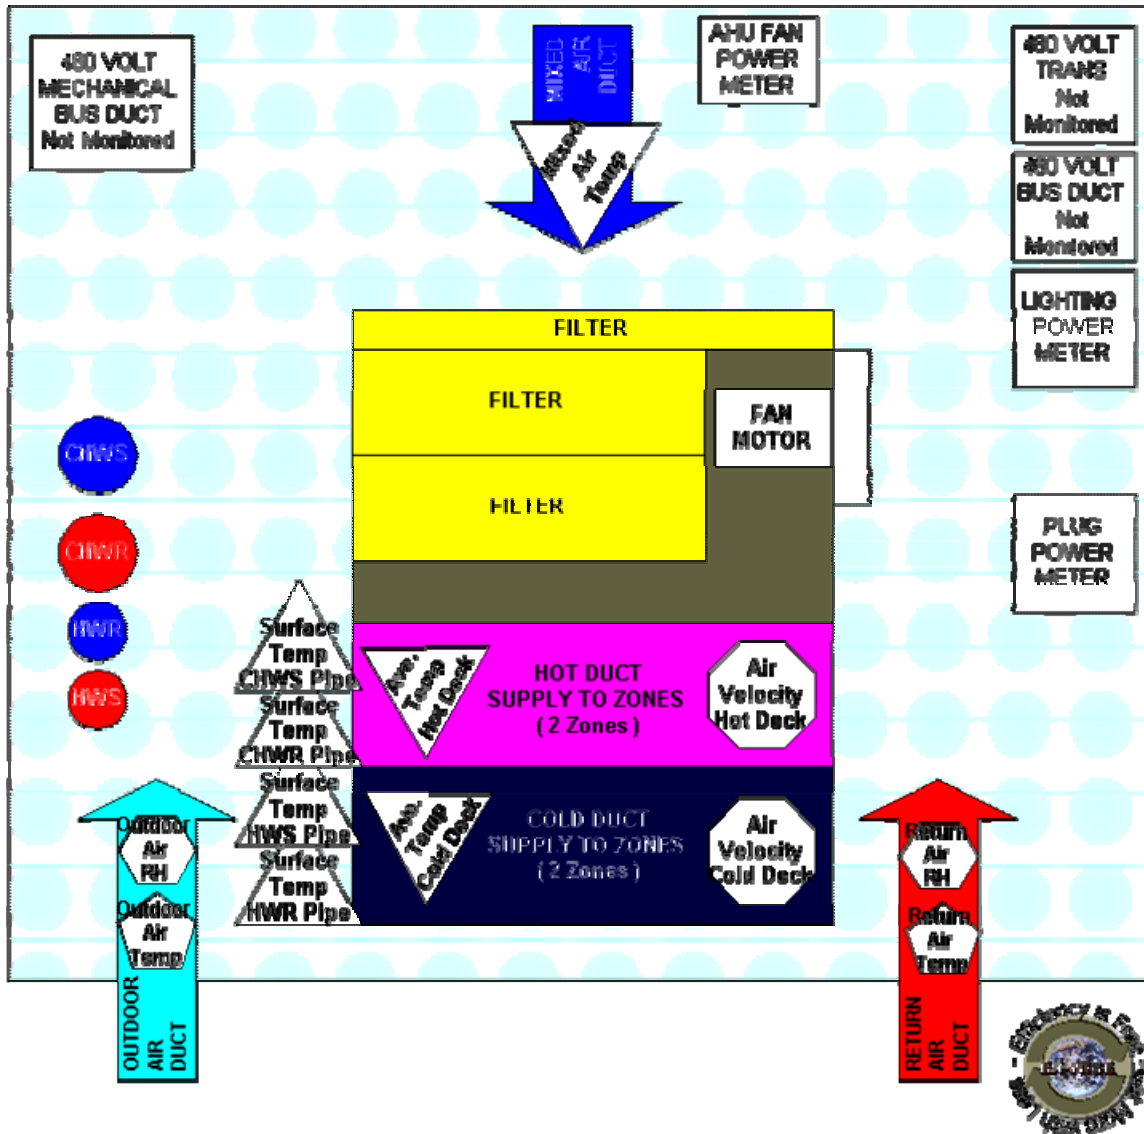 480 VOLT
MECHANICAL
BUS DUCT
Not Monitored
MIXED
AIR
DUCT
Mixed
Air
Temp
AHU FAN
POWER
METER
480 VOLT
TRANS
Not
Monitored
480 VOLT
BUS DUCT
Not
Monitored
LIGHTING
POWER
METER
FILTER
FILTER
FAN
MOTOR
FILTER
CHWS
CHWR
HWR
HWS
PLUG
POWER
METER
Surface
Temp
CHWS Pipe
Surface
Temp
CHWR Pipe
Surface
Temp
HWS Pipe
Surface
Temp
HWR Pipe
Ave.
Temp
Hot Deck
HOT DUCT
SUPPLY TO ZONES
( 2 Zones )
Air
Velocity
Hot Deck
Ave.
Temp
Cold Deck
COLD DUCT
SUPPLY TO ZONES
( 2 Zones )
Air
Velocity
Cold Deck
Outdoor
Air
RH
Outdoor
Air
Temp
OUTDOOR
AIR
DUCT
Return
Air
RH
Return
Air
Temp
RETURN
AIR
DUCT
Efficiency is